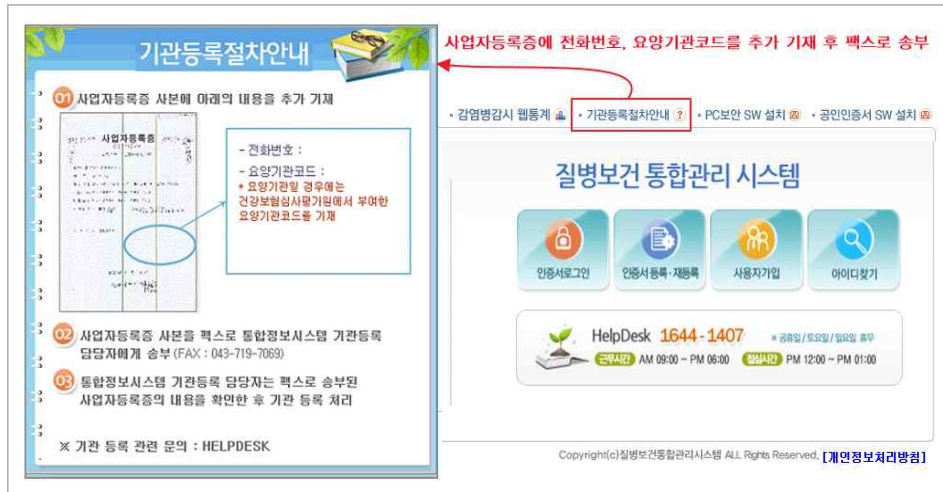 기관등록절차안내
01 사업자등록증 사본에 아래의 내용을 추가 기재
사업자등록증
- 전화번호 :
- 요양기관코드 :
* 요양기관일 경우에는
건강보험심사평가원에서 부여한
요양기관코드를 기재
02 사업자등록증 사본을 팩스로 통합정보시스템 기관등록
담당자에게 송부(FAX : 043-719-7069)
03 통합정보시스템 기관등록 담당자는 팩스로 송부된
사업자등록증의 내용을 확인한 후 기관 등록 처리
※ 기관 등록 관련 문의 : HELPDESK
사업자등록증에 전화번호, 요양기관코드를 추가 기재 후 팩스로 송부
• 감염병감시 웹통계 • 기관등록절차안내 ? • PC보안 SW 설치 • 공인인증서 SW 설치
질병보건 통합관리 시스템
인증서로그인 인증서 등록·재등록 사용자가입 아이디찾기
HelpDesk 1644-1407 * 공휴일/토요일/일요일 휴무
근무시간 AM 09:00 ~ PM 06:00 점심시간 PM 12:00 ~ PM 01:00
Copyright(c)질병보건통합관리시스템 ALL Rights Reserved. [개인정보처리방침]